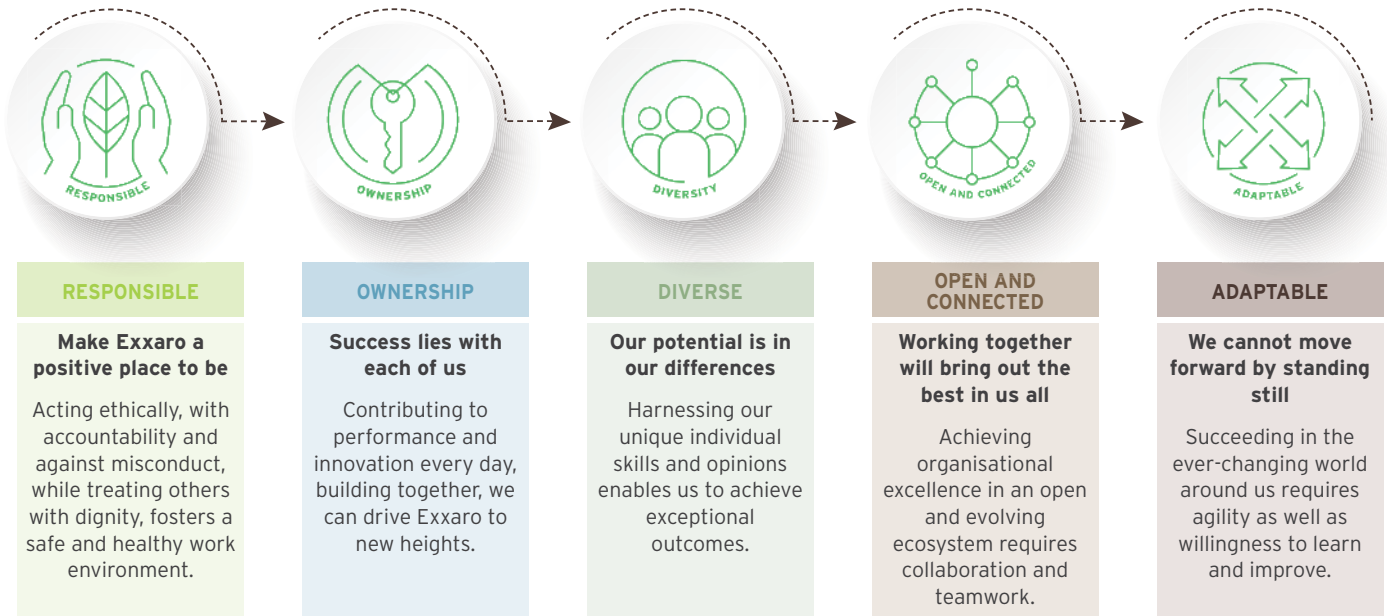 RESPONSIBLE
OWNERSHIP
DIVERSITY
OPEN AND CONNECTED
ADAPTABLE
RESPONSIBLE
Make Exxaro a
positive place to be
Acting ethically, with
accountability and
against misconduct,
while treating others
with dignity, fosters a
safe and healthy work
environment.
OWNERSHIP
Success lies with
each of us
Contributing to
performance and
innovation every day,
building together, we
can drive Exxaro to
new heights.
DIVERSE
Our potential is in
our differences
Harnessing our
unique individual
skills and opinions
enables us to achieve
exceptional
outcomes.
OPEN AND
CONNECTED
Working together
will bring out the
best in us all
Achieving
organisational
excellence in an open
and evolving
ecosystem requires
collaboration and
teamwork.
ADAPTABLE
We cannot move
forward by standing
still
Succeeding in the
ever-changing world
around us requires
agility as well as
willingness to learn
and improve.